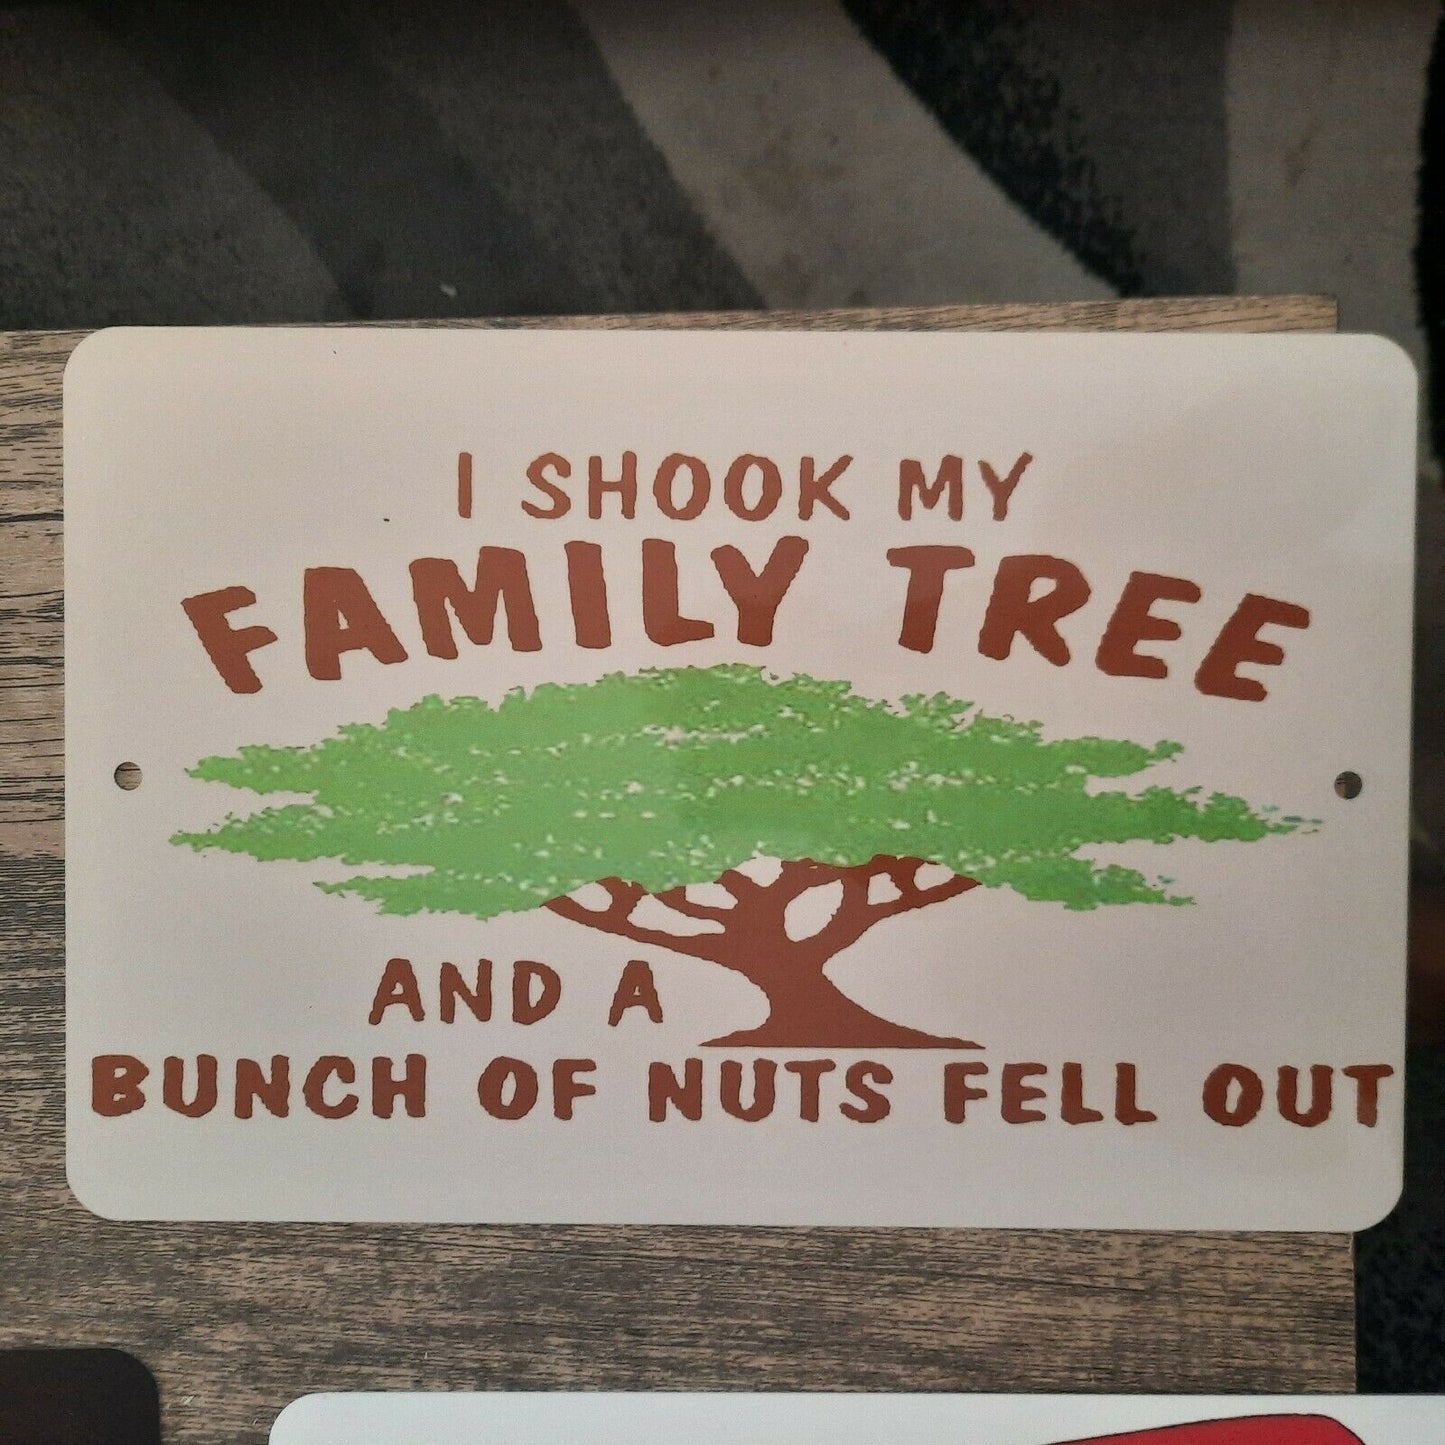 I SHOOK MY
FAMILY TREE
AND A
BUNCH OF NUTS FELL OUT